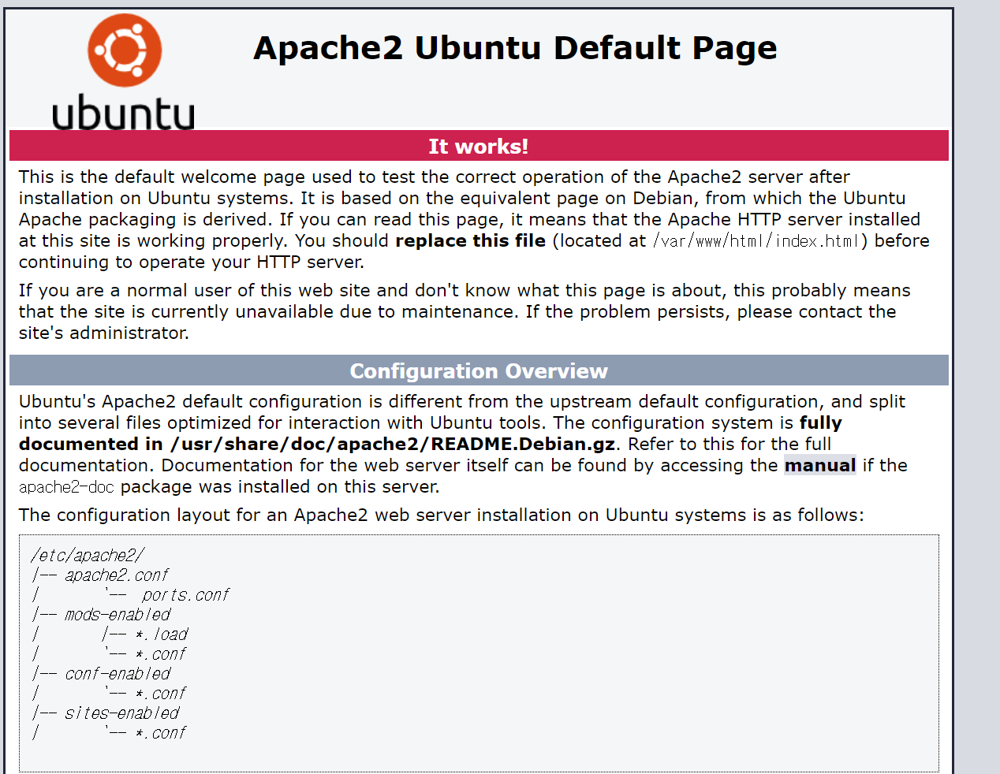 ubuntu
Apache2 Ubuntu Default Page
It works!
This is the default welcome page used to test the correct operation of the Apache2 server after
installation on Ubuntu systems. It is based on the equivalent page on Debian, from which the Ubuntu
Apache packaging is derived. If you can read this page, it means that the Apache HTTP server installed
at this site is working properly. You should replace this file (located at /var/www/html/index.html) before
continuing to operate your HTTP server.
If you are a normal user of this web site and don't know what this page is about, this probably means
that the site is currently unavailable due to maintenance. If the problem persists, please contact the
site's administrator.
Configuration Overview
Ubuntu's Apache2 default configuration is different from the upstream default configuration, and split
into several files optimized for interaction with Ubuntu tools. The configuration system is fully
documented in /usr/share/doc/apache2/README.Debian.gz. Refer to this for the full
documentation. Documentation for the web server itself can be found by accessing the manual if the
apache2-doc package was installed on this server.
The configuration layout for an Apache2 web server installation on Ubuntu systems is as follows:
/etc/apache2/
|-- apache2.conf
|       `--  ports.conf
|-- mods-enabled
|       |-- *.load
|       `-- *.conf
|-- conf-enabled
|       `-- *.conf
|-- sites-enabled
|       `-- *.conf